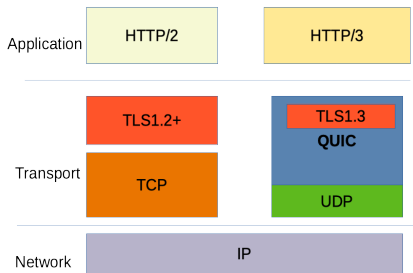 Application
HTTP/2
HTTP/3
TLS1.2+
TLS1.3
QUIC
Transport
TCP
UDP
Network
IP